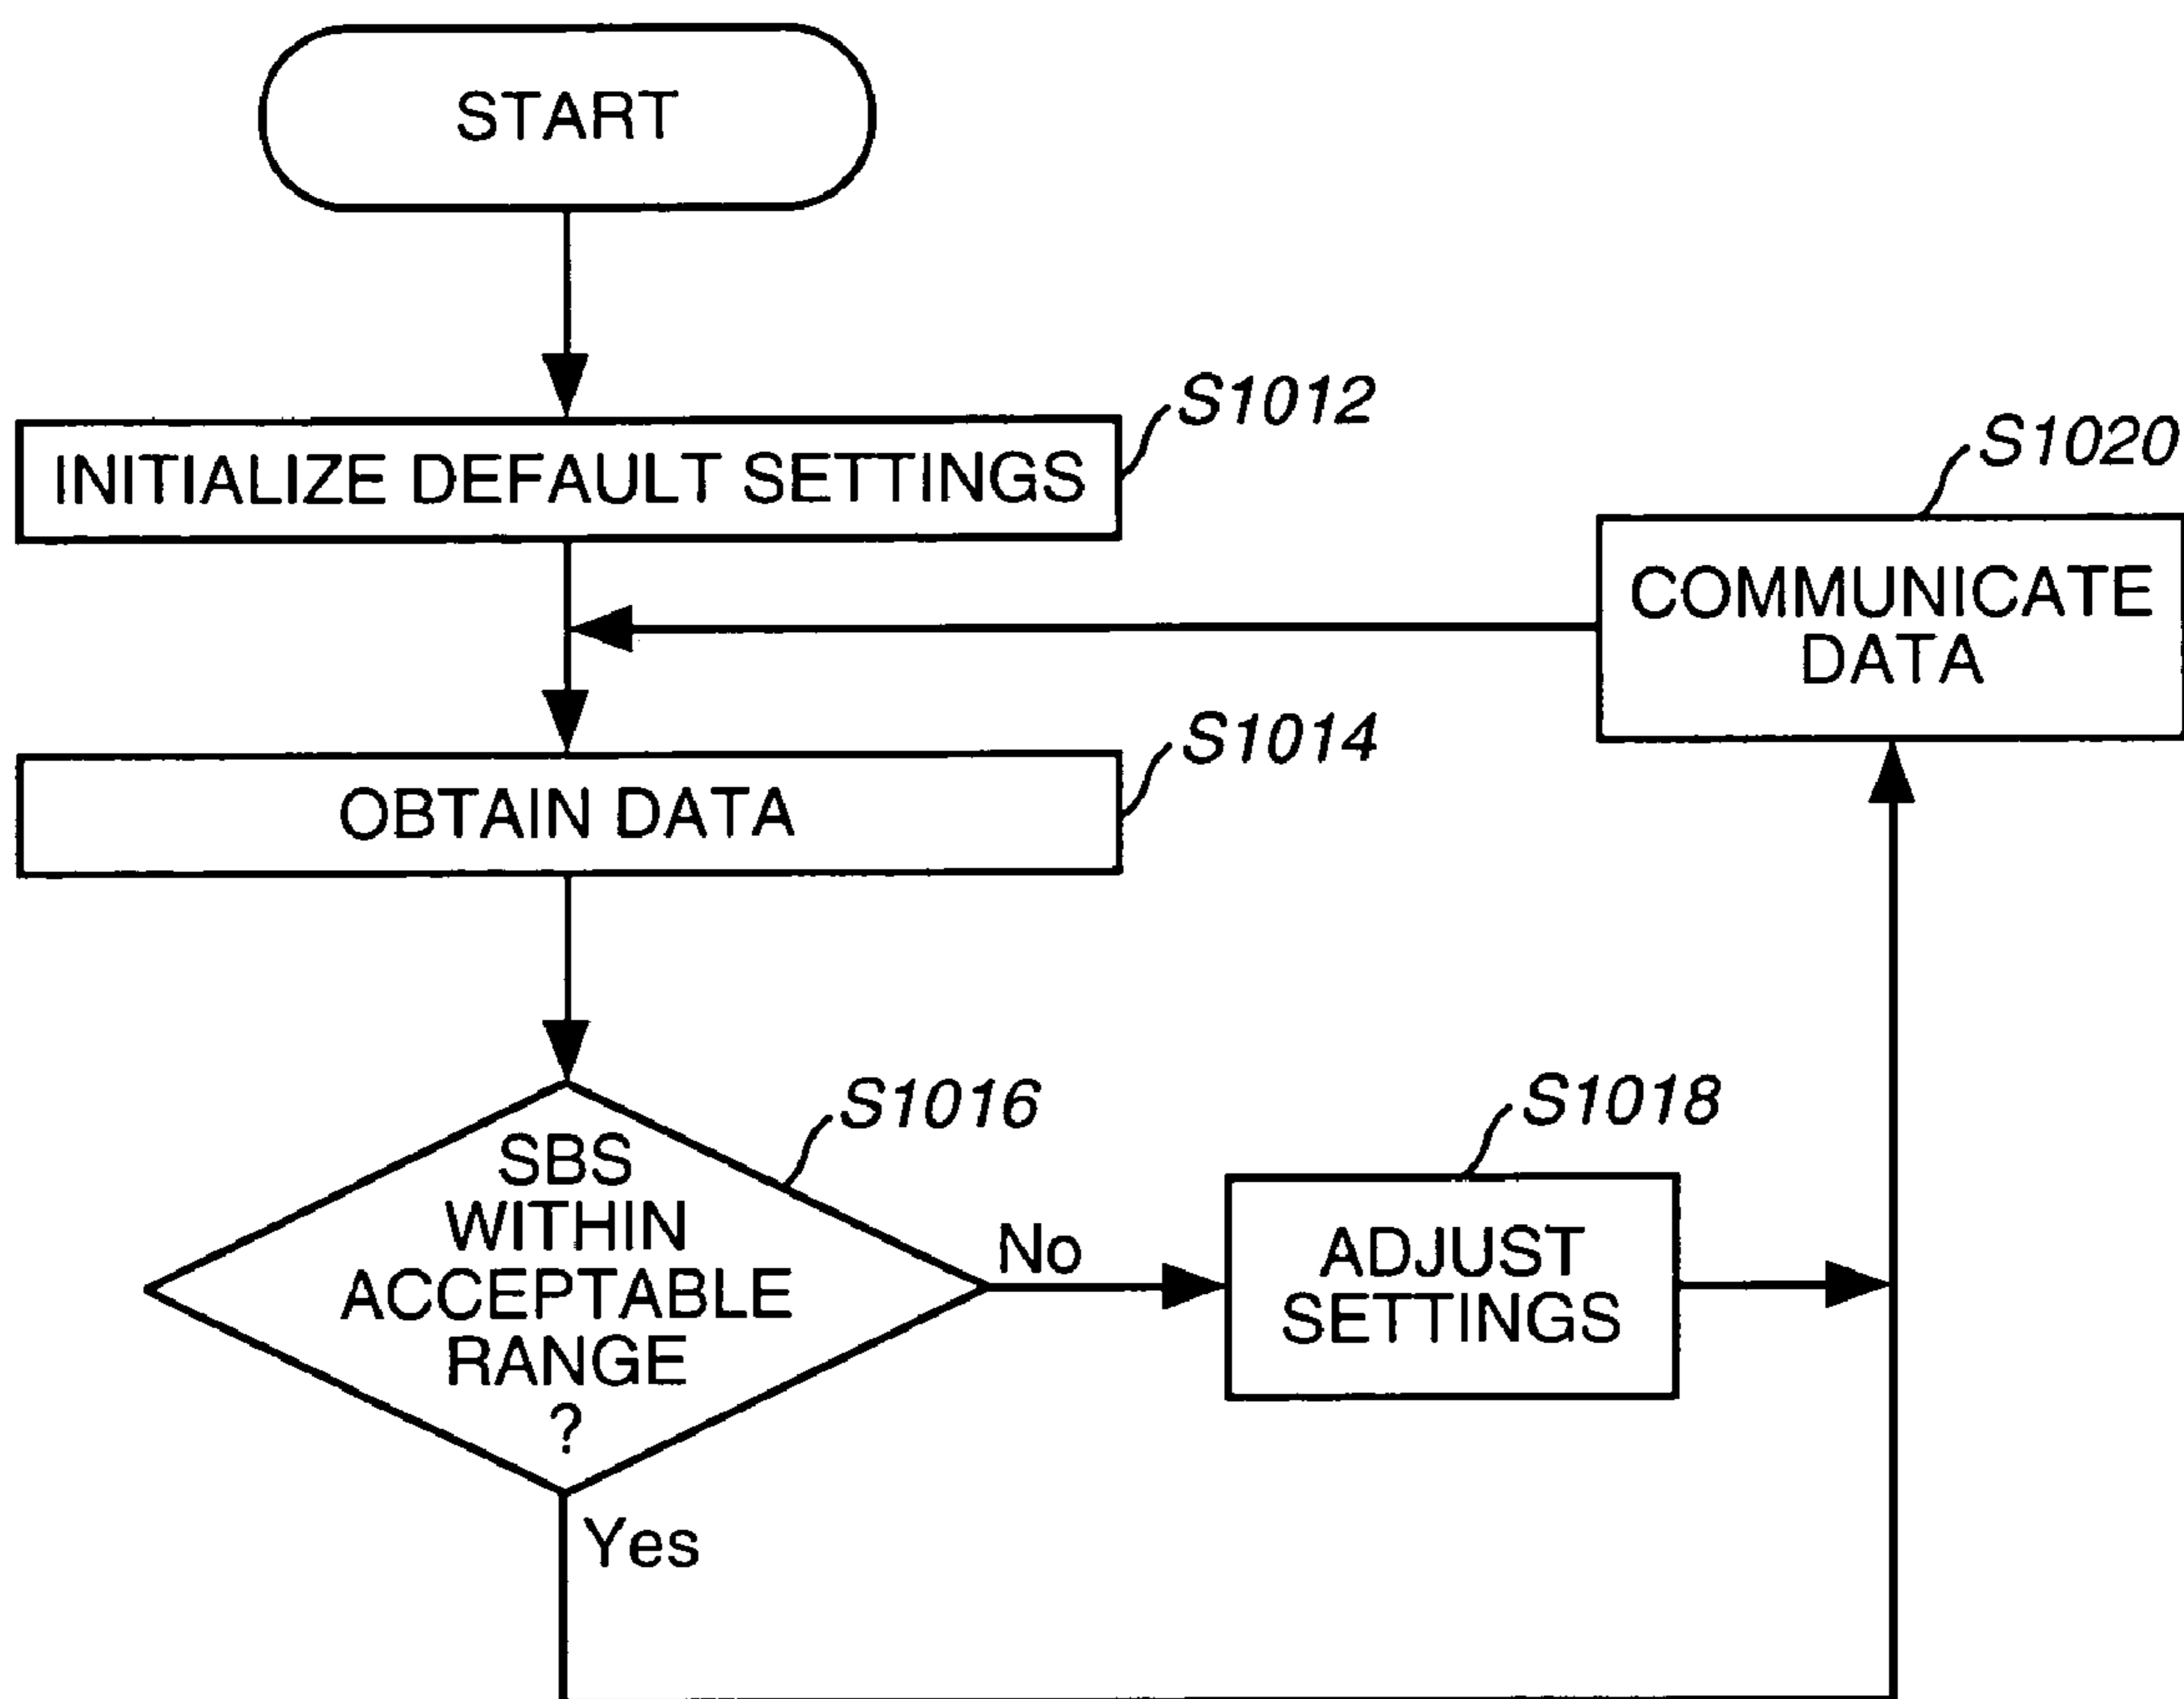 START
S1012
INITIALIZE DEFAULT SETTINGS
S1020
COMMUNICATE
DATA
S1014
OBTAIN DATA
S1016
SBS
WITHIN
ACCEPTABLE
RANGE
?
No
S1018
ADJUST
SETTINGS
Yes